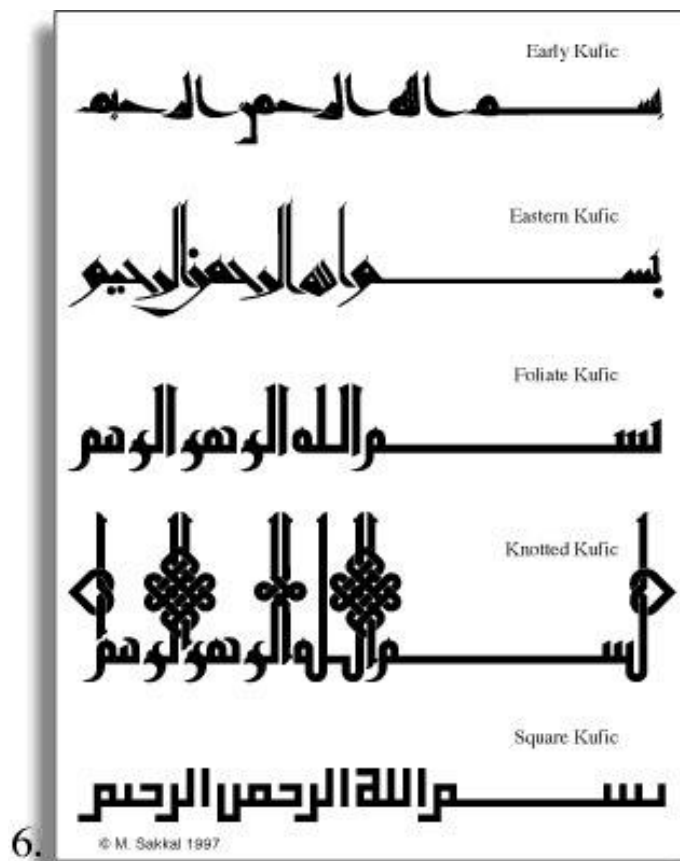 Early Kufic
بسم الله الرحمن الرحيم
Eastern Kufic
بسم الله الرحمن الرحيم
Foliate Kufic
بسم الله الرحمن الرحيم
Knotted Kufic
بسم الله الرحمن الرحيم
Square Kufic
بسم الله الرحمن الرحيم
6.
© M. Sakkal 1997